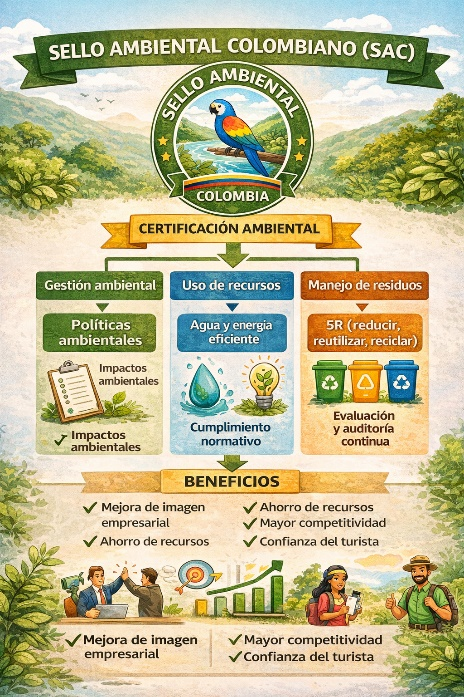 SELLO AMBIENTAL COLOMBIANO (SAC)
SELLO AMBIENTAL
COLOMBIA
CERTIFICACIÓN AMBIENTAL
Gestión ambiental
Políticas
ambientales
Impactos
ambientales
Impactos
ambientales
Uso de recursos
Agua y energía
eficiente
Cumplimiento
normativo
Manejo de residuos
5R (reducir,
reutilizar, reciclar)
Evaluación
y auditoría
continua
BENEFICIOS
Mejora de imagen
empresarial
Ahorro de recursos
Ahorro de recursos
Mayor competitividad
Confianza del turista
Mejora de imagen
empresarial
Mayor competitividad
Confianza del turista